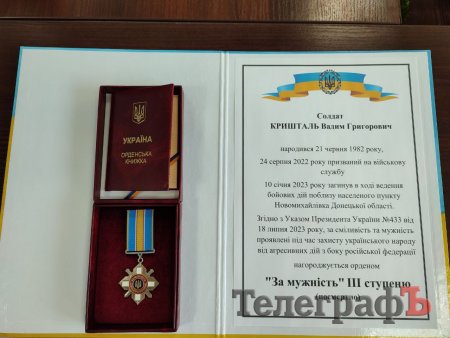 УКРАЇНА
ОРДЕНСЬКА
КНИЖКА
Солдат
КРИШТАЛЬ Вадим Григорович
народився 21 червня 1982 року,
24 серпня 2022 року призваний на військову
службу
10 січня 2023 року загинув в ході ведення
бойових дій поблизу населеного пункту
Новомихайлівка Донецької області.
Згідно з Указом Президента України №433 від
18 липня 2023 року, за сміливість та мужність
проявлені під час захисту українського народу
від агресивних дій з боку російської федерації
нагороджується орденом
"За мужність" III ступеню
(посмертно)
ТелеграфЪ